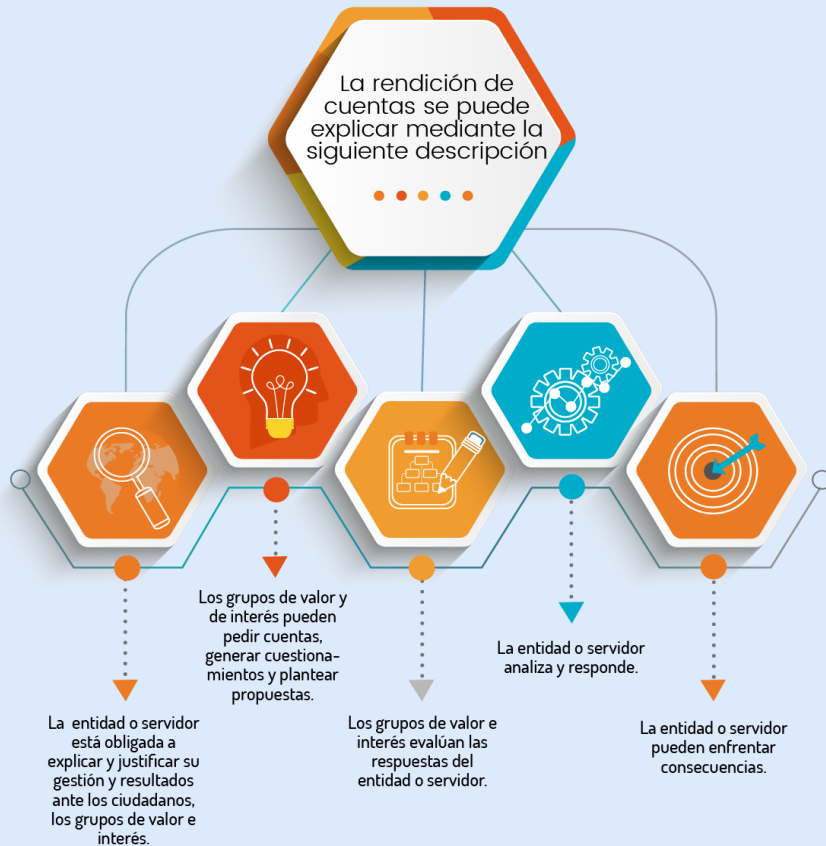 La rendición de
cuentas se puede
explicar mediante la
siguiente descripción
La entidad o servidor
está obligada a
explicar y justificar su
gestión y resultados
ante los ciudadanos,
los grupos de valor e
interés.
Los grupos de valor y
de interés pueden
pedir cuentas,
generar cuestiona-
mientos y plantear
propuestas.
Los grupos de valor e
interés evalúan las
respuestas del
entidad o servidor.
La entidad o servidor
analiza y responde.
La entidad o servidor
pueden enfrentar
consecuencias.